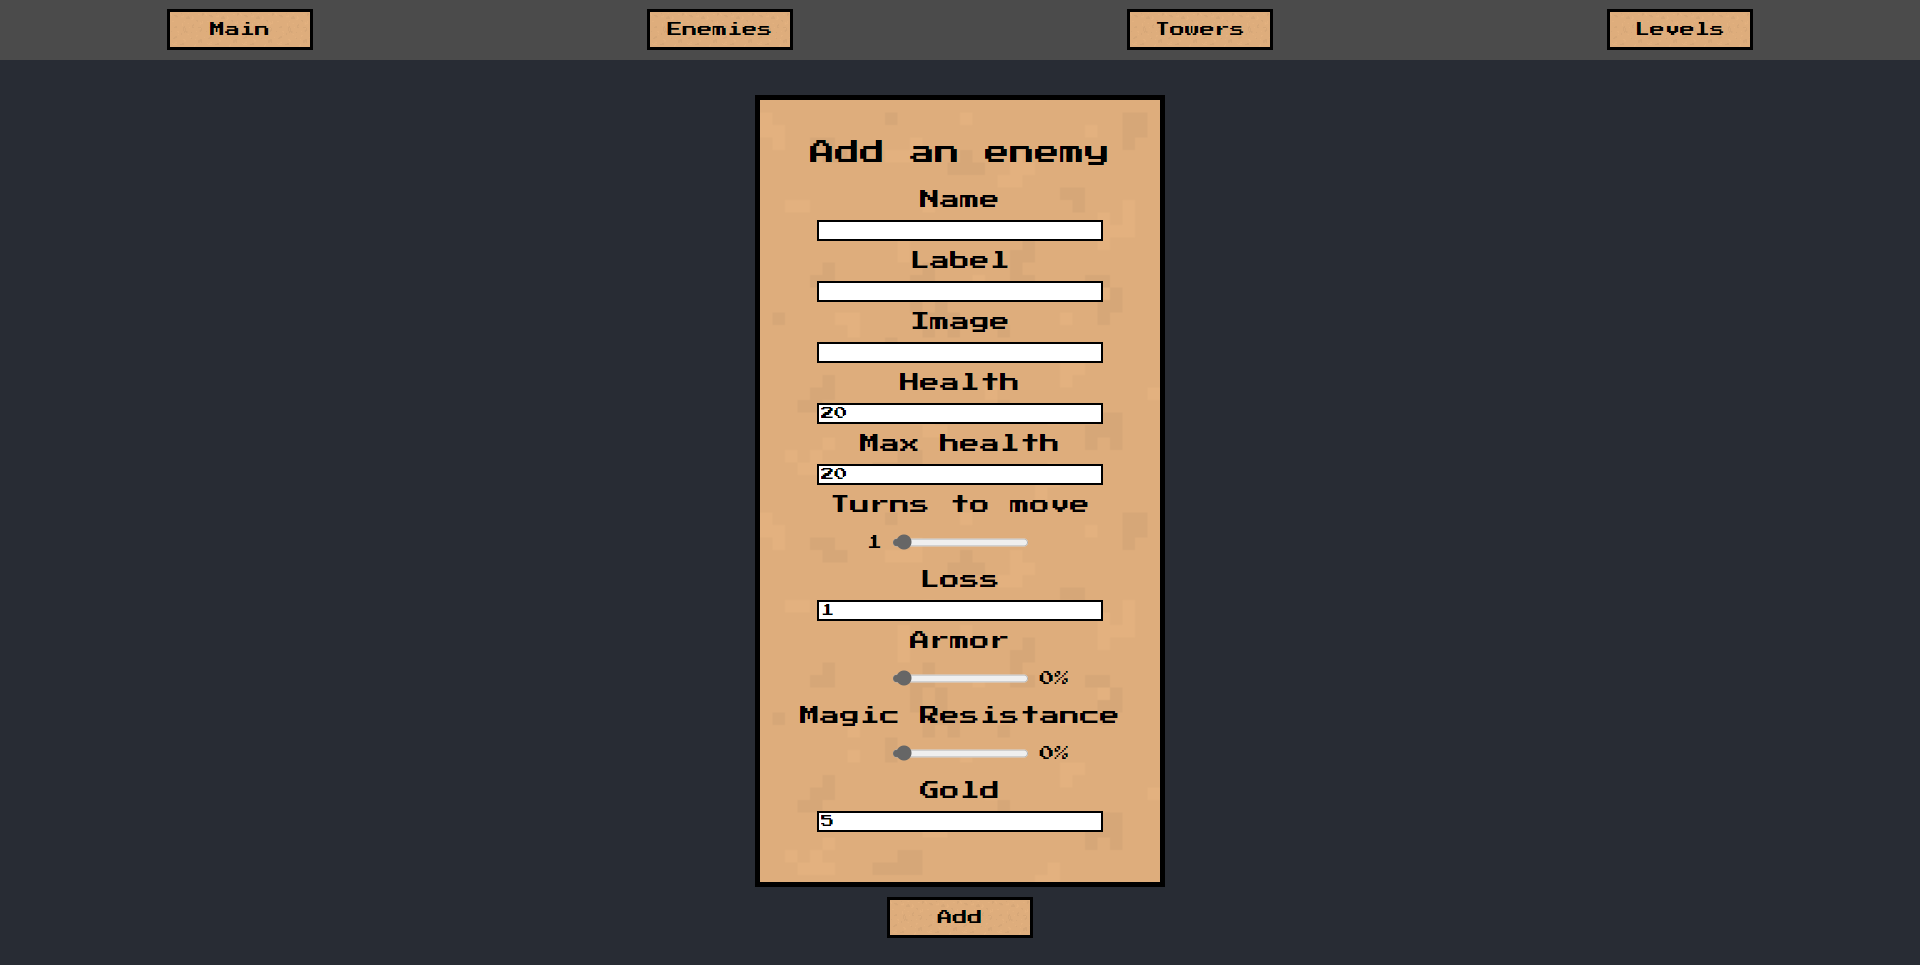 Main Enemies Towers Levels
Add an enemy
Name
Label
Image
Health
20
Max health
20
Turns to move
1
Loss
1
Armor
0%
Magic Resistance
0%
Gold
5
Add